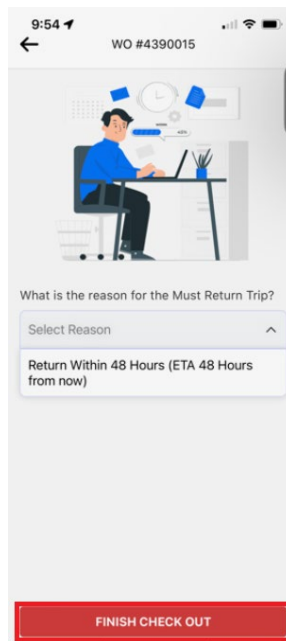 9:54
WO #4390015
What is the reason for the Must Return Trip?
Select Reason
Return Within 48 Hours (ETA 48 Hours
from now)
FINISH CHECK OUT